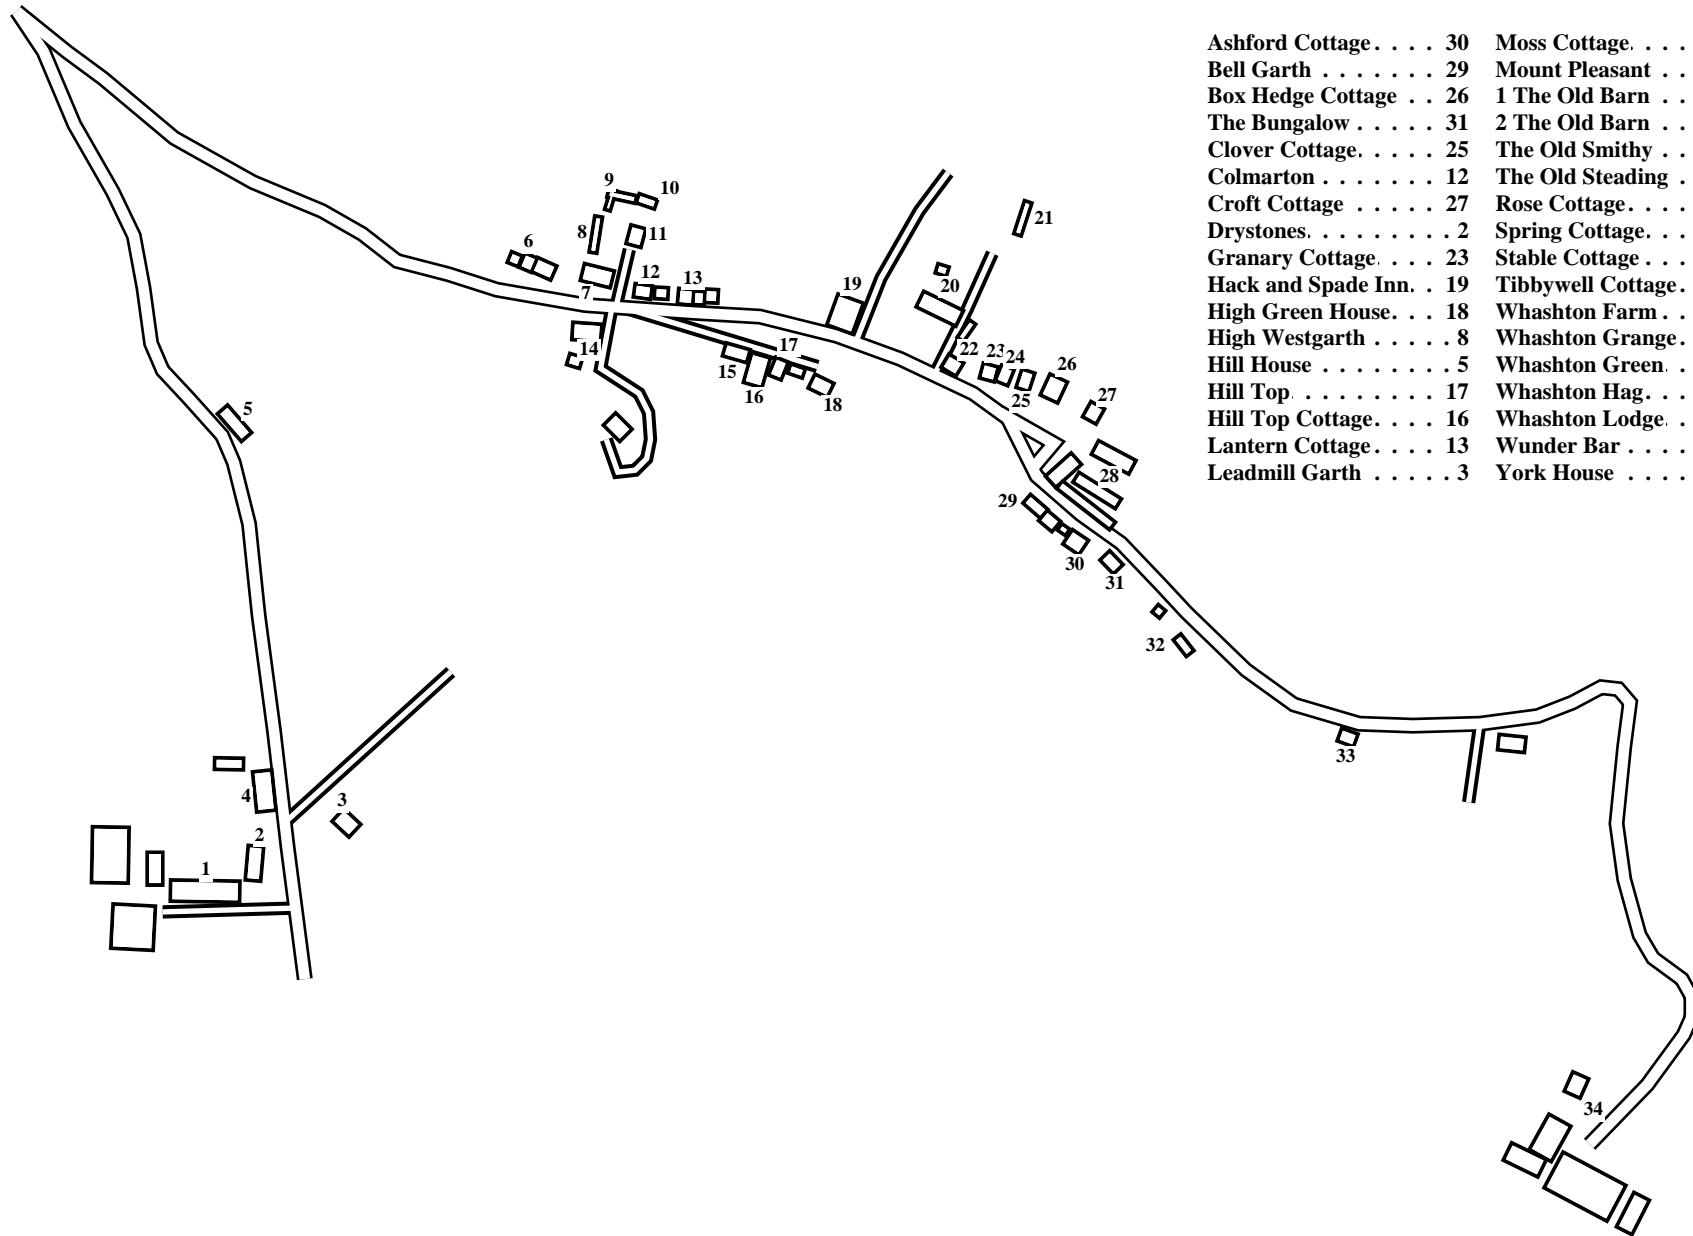 Ashford Cottage . . . . 30 Moss Cottage. . . .
Bell Garth . . . . . . . 29 Mount Pleasant . .
Box Hedge Cottage . . 26 1 The Old Barn . .
The Bungalow . . . . . 31 2 The Old Barn . .
Clover Cottage. . . . . 25 The Old Smithy . .
Colmarton . . . . . . . 12 The Old Steading .
Croft Cottage . . . . . 27 Rose Cottage. . . .
Drystones. . . . . . . . 2 Spring Cottage. . .
Granary Cottage. . . . 23 Stable Cottage . . .
Hack and Spade Inn. . 19 Tibbywell Cottage .
High Green House. . . 18 Whashton Farm . .
High Westgarth . . . . . 8 Whashton Grange .
Hill House . . . . . . . . 5 Whashton Green. .
Hill Top. . . . . . . . . 17 Whashton Hag. . .
Hill Top Cottage. . . . 16 Whashton Lodge. .
Lantern Cottage . . . . 13 Wunder Bar . . . .
Leadmill Garth . . . . . 3 York House . . . .
9
10
8
11
21
6
12
13
7
19
20
14
15
17
16
18
22
23
24
25
26
27
5
28
29
30
31
32
33
4
3
2
1
34